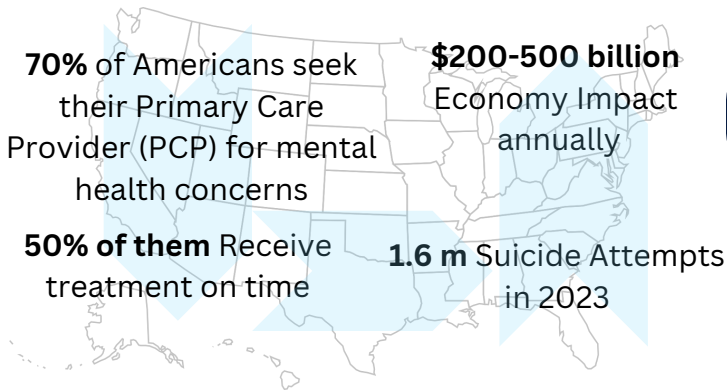 70% of Americans seek
their Primary Care
Provider (PCP) for mental
health concerns
50% of them Receive
treatment on time
$200-500 billion
Economy Impact
annually
1.6 m Suicide Attempts
in 2023